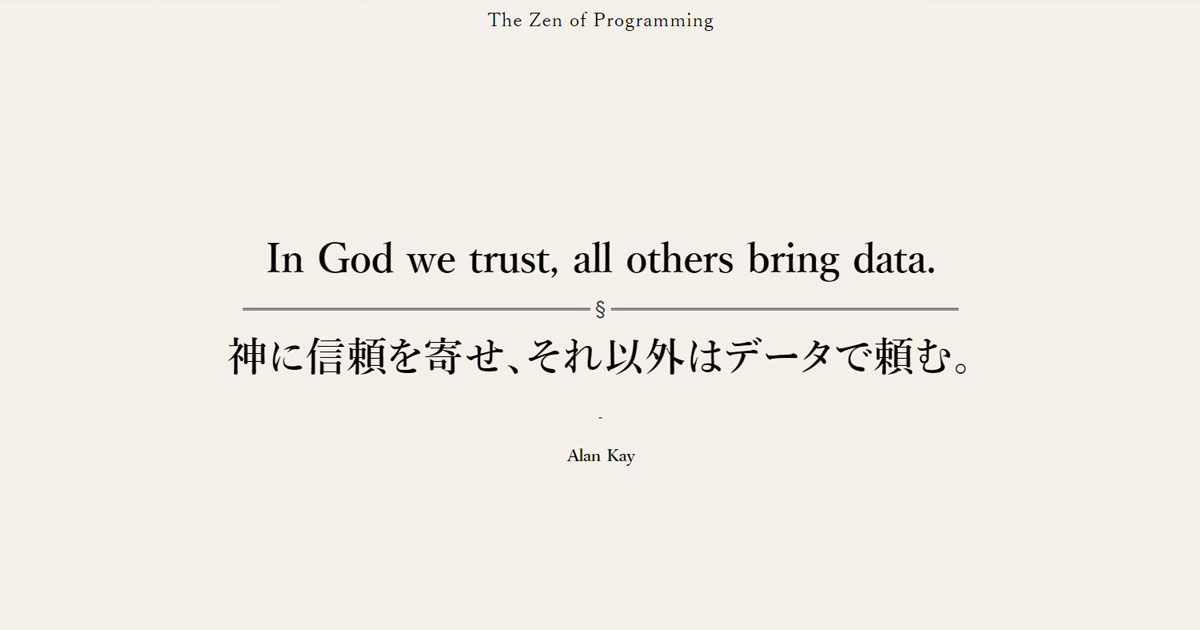 The Zen of Programming
In God we trust, all others bring data.
§
神に信頼を寄せ、それ以外はデータで頼む。
-
Alan Kay